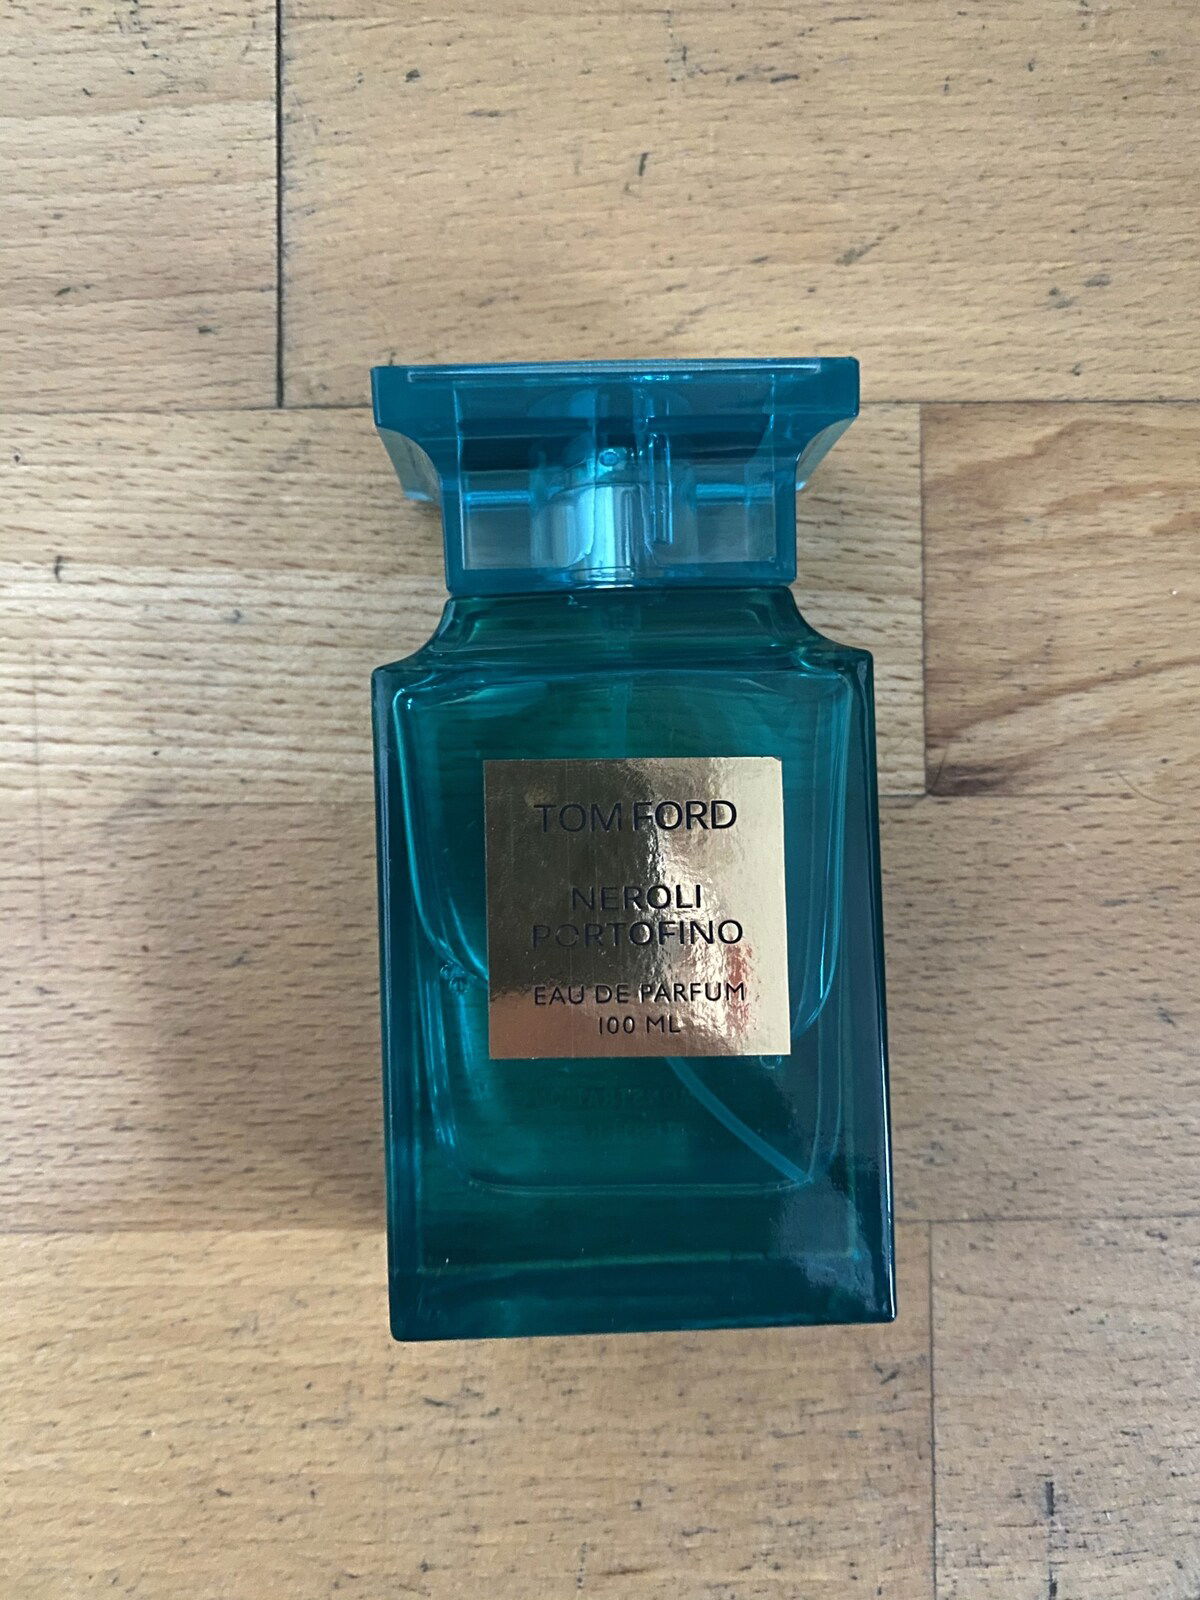 TOM FORD
NEROLI
PORTOFINO
EAU DE PARFUM
100 ML